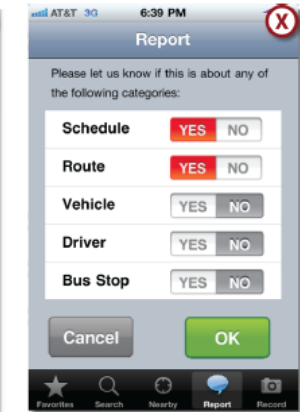 AT&T 3G 6:39 PM X
Report
Please let us know if this is about any of
the following categories:
Schedule YES NO
Route YES NO
Vehicle YES NO
Driver YES NO
Bus Stop YES NO
Cancel OK
Favorites Search Nearby Report Record